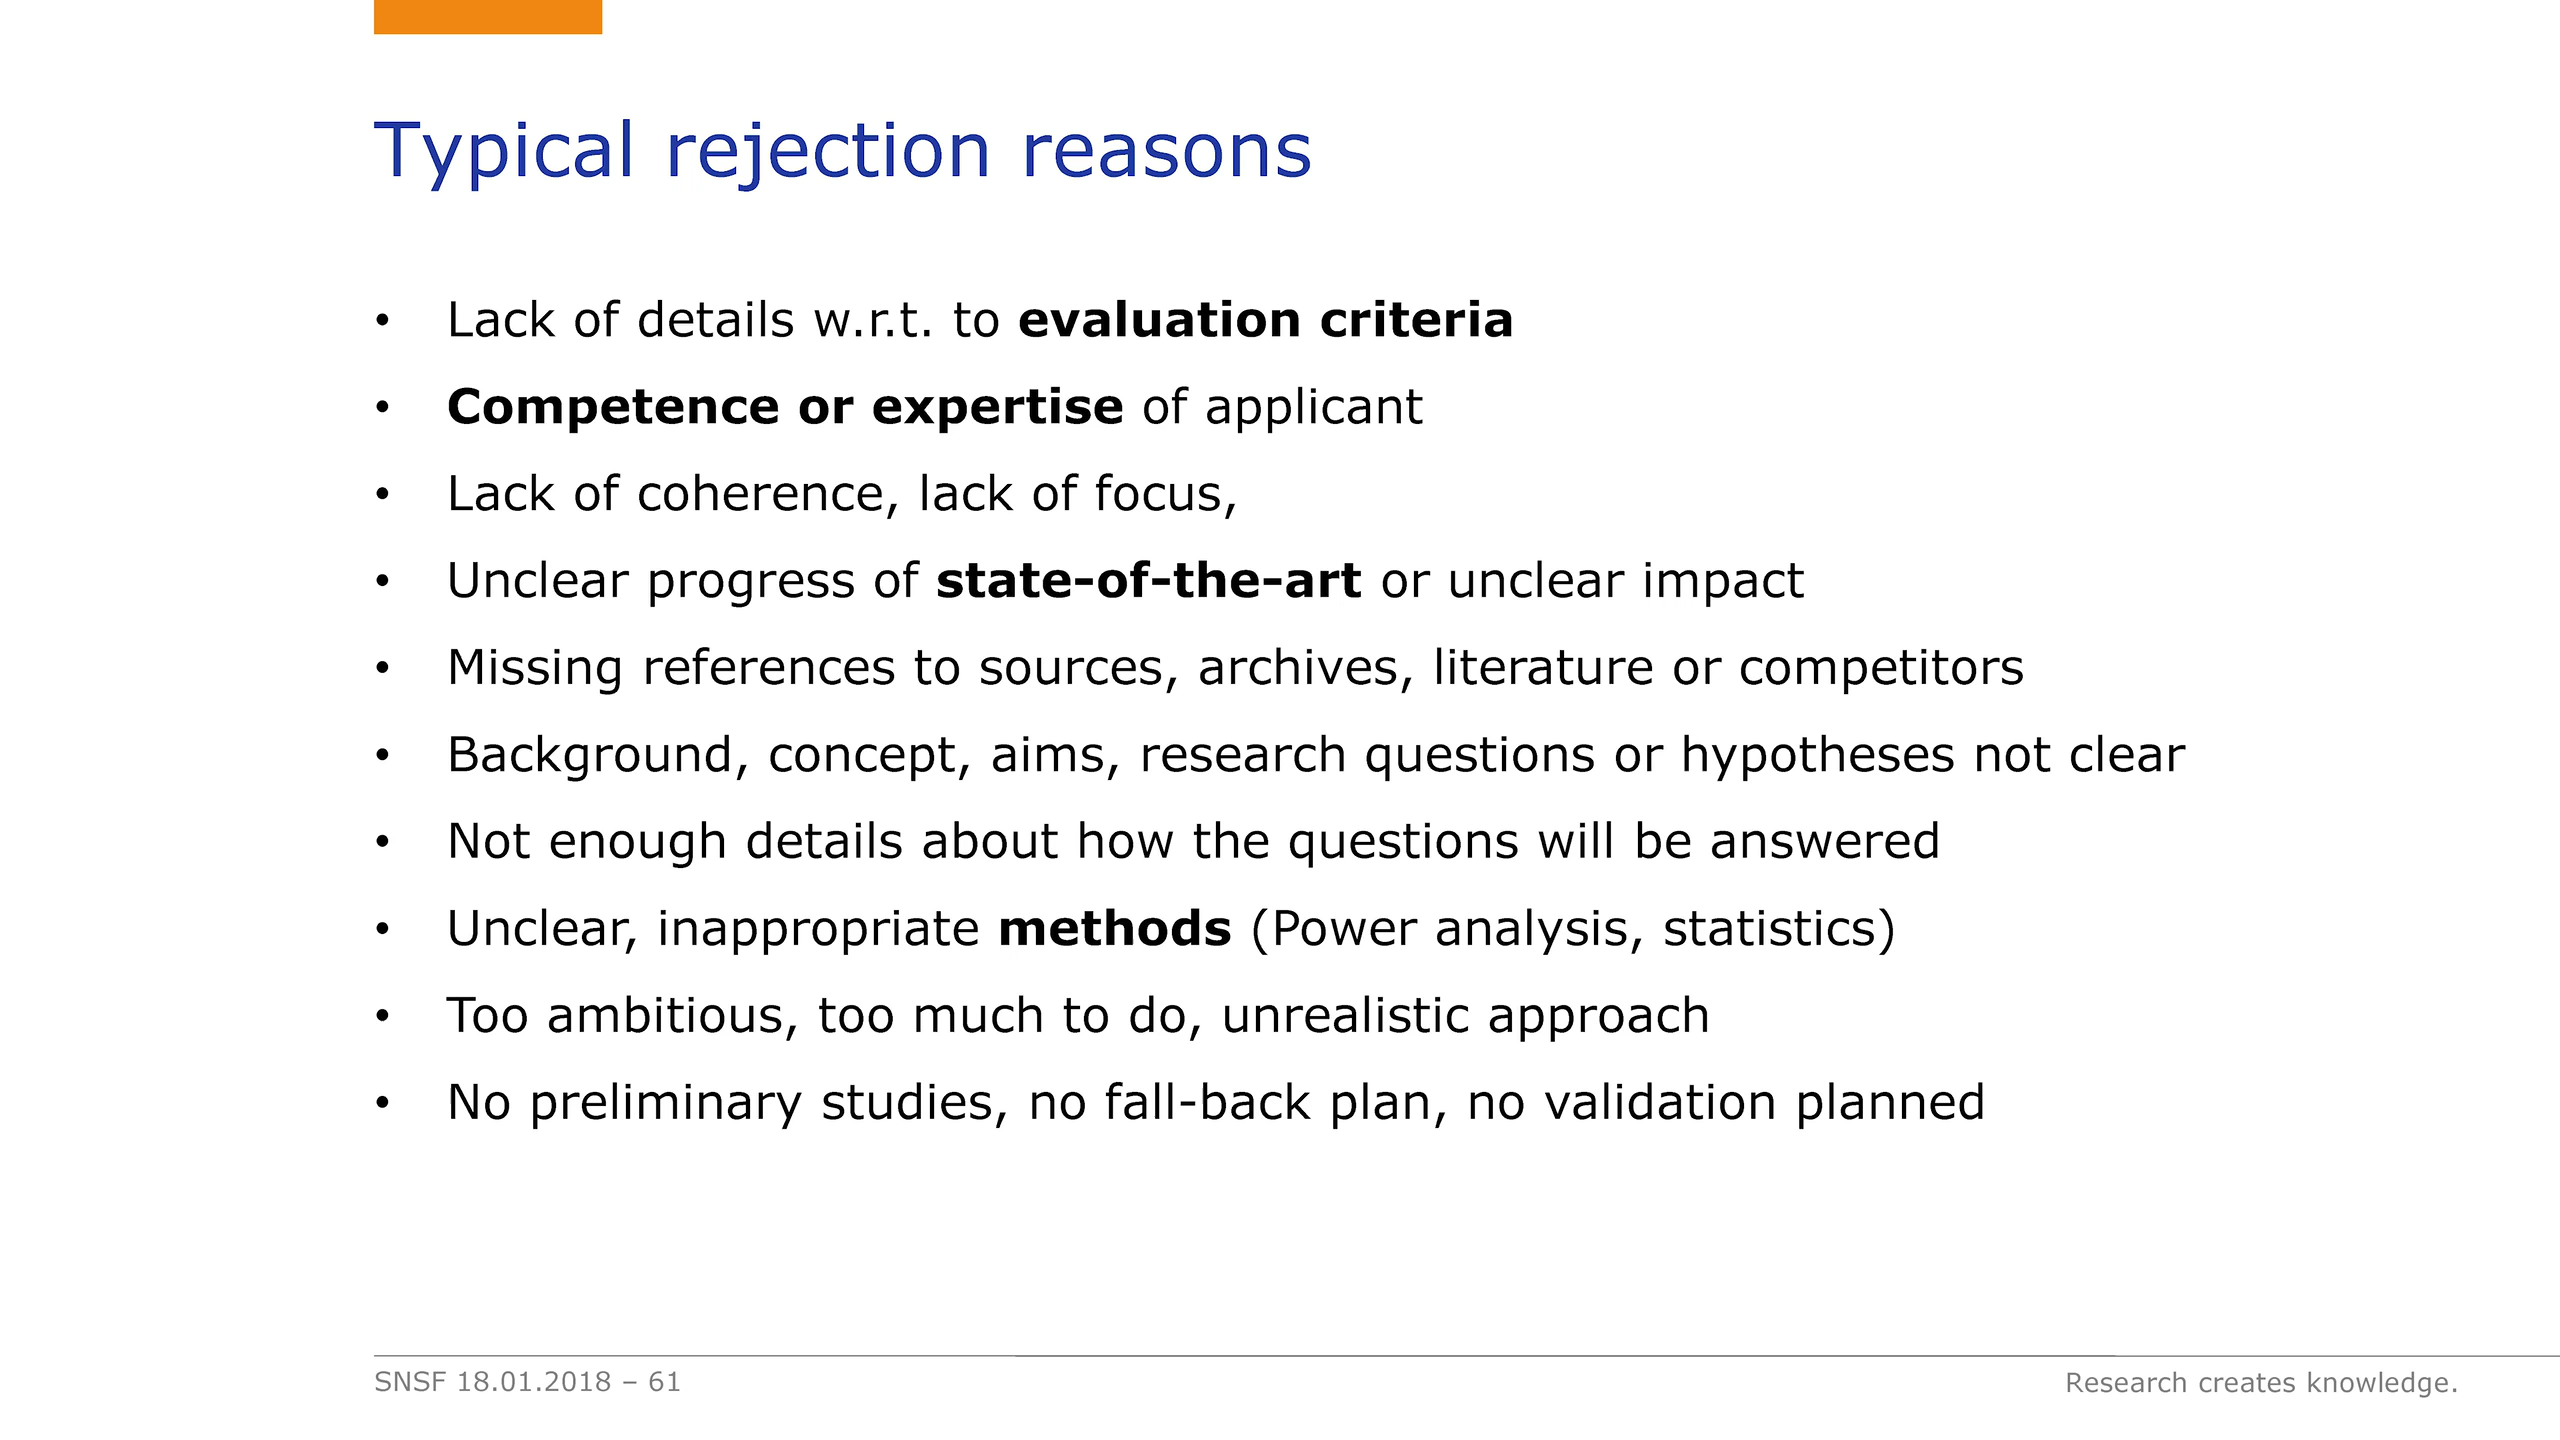 Typical rejection reasons
• Lack of details w.r.t. to evaluation criteria
• Competence or expertise of applicant
• Lack of coherence, lack of focus,
• Unclear progress of state-of-the-art or unclear impact
• Missing references to sources, archives, literature or competitors
• Background, concept, aims, research questions or hypotheses not clear
• Not enough details about how the questions will be answered
• Unclear, inappropriate methods (Power analysis, statistics)
• Too ambitious, too much to do, unrealistic approach
• No preliminary studies, no fall-back plan, no validation planned
SNSF 18.01.2018 – 61
Research creates knowledge.